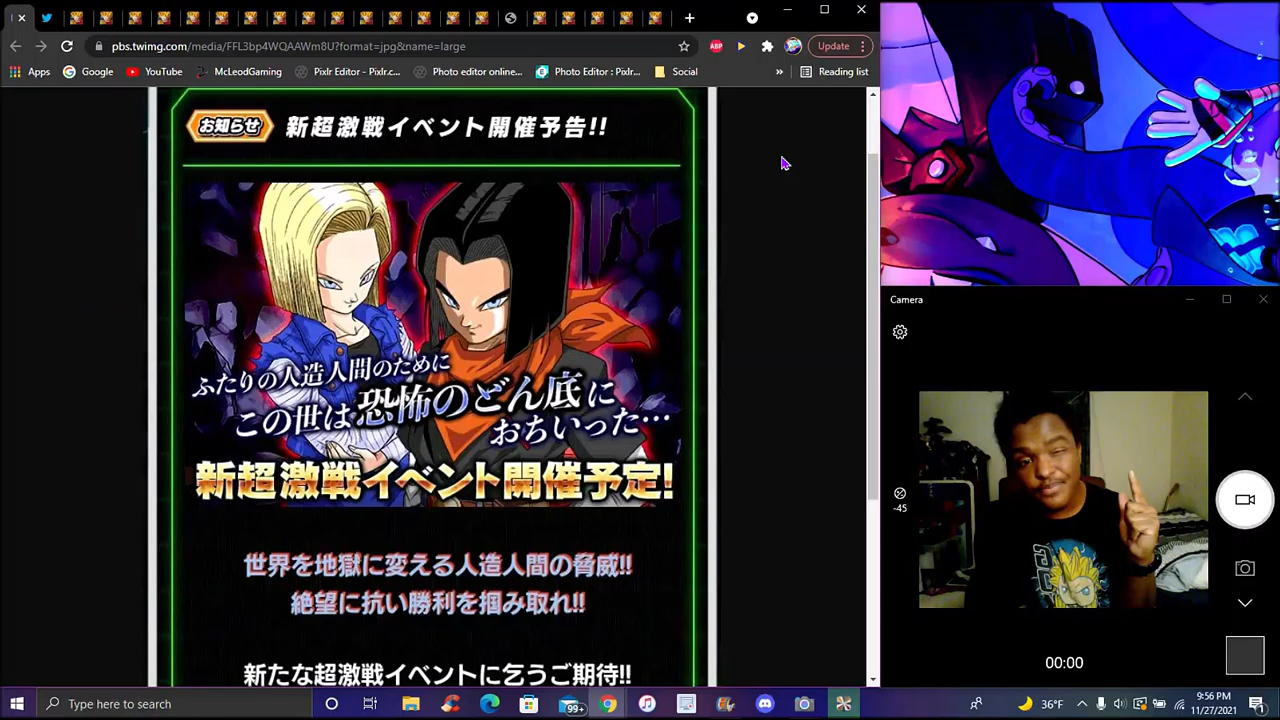 Update
pbs.twimg.com/media/FFL3bp4WQAAWm8U?format=jpg&name=large
ABP
Apps
Google
YouTube
McLeodGaming
Pixlr Editor - Pixlr.c...
Photo editor online...
Photo Editor : Pixlr...
Social
»
Reading list
お知らせ
新超激戦イベント開催予告!!
ふたりの人造人間のために
この世は恐怖のどん底に
おちいった…
新超激戦イベント開催予定!
世界を地獄に変える人造人間の脅威!!
絶望に抗い勝利を掴み取れ!!
新たな超激戦イベントに乞うご期待!!
Camera
-45
00:00
Type here to search
99+
36°F
9:56 PM
11/27/2021